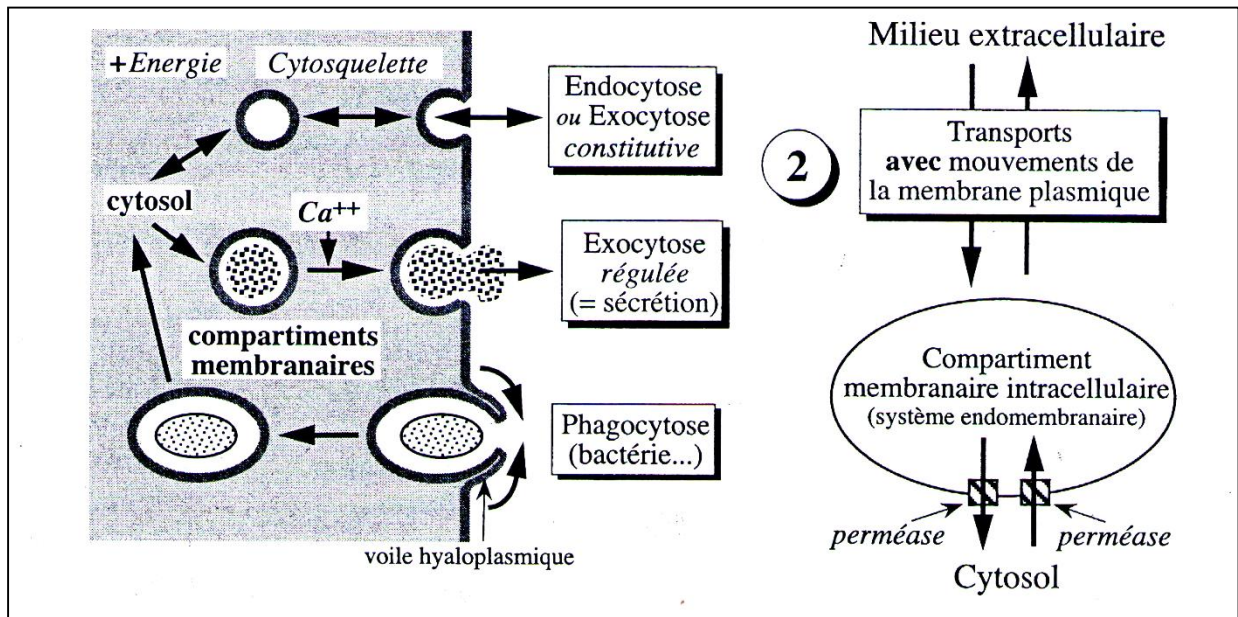 +Energie
Cytosquelette
Endocytose
ou Exocytose
constitutive
cytosol
Ca++
Exocytose
régulée
(= sécrétion)
compartiments
membranaires
Phagocytose
(bactérie...)
voile hyaloplasmique
2
Milieu extracellulaire
Transports
avec mouvements de
la membrane plasmique
Compartiment
membranaire intracellulaire
(système endomembranaire)
perméase
perméase
Cytosol